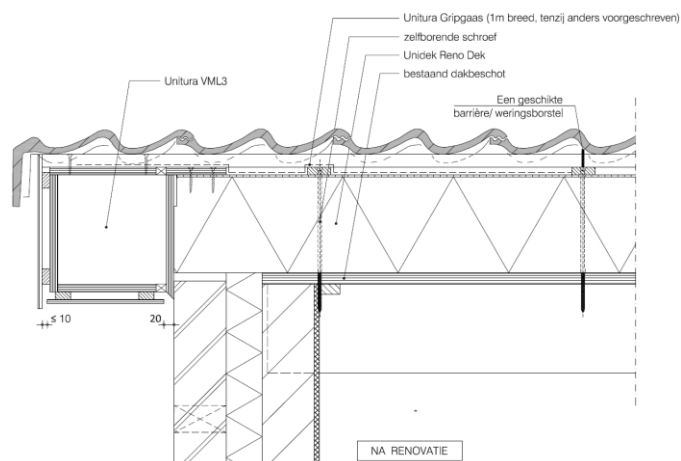 Unitura Gripgaas (1m breed, tenzij anders voorgeschreven)
zelfborende schroef
Unidek Reno Dek
bestaand dakbeschot
Unitura VML3
Een geschikte
barrière/ weringsborstel
≤ 10
20
NA RENOVATIE